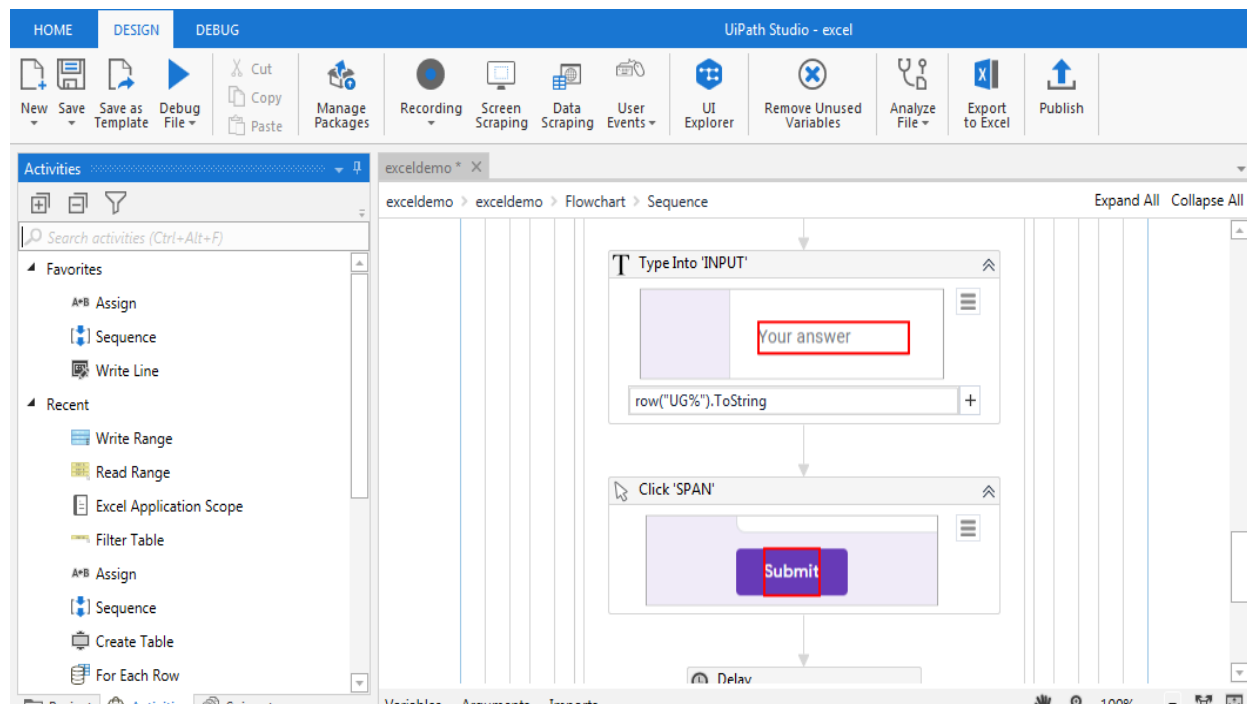 HOME DESIGN DEBUG UiPath Studio - excel
New Save Save as Template Debug File Cut Copy Paste Manage Packages Recording Screen Scraping Data Scraping User Events UI Explorer Remove Unused Variables Analyze File Export to Excel Publish
Activities
exceldemo *
exceldemo > exceldemo > Flowchart > Sequence
Expand All Collapse All
Search activities (Ctrl+Alt+F)
Favorites
A*B Assign
Sequence
Write Line
Recent
Write Range
Read Range
Excel Application Scope
Filter Table
A*B Assign
Sequence
Create Table
For Each Row
Type Into 'INPUT'
Your answer
row("UG%").ToString
Click 'SPAN'
Submit
Delay
Variables Arguments Imports
100%